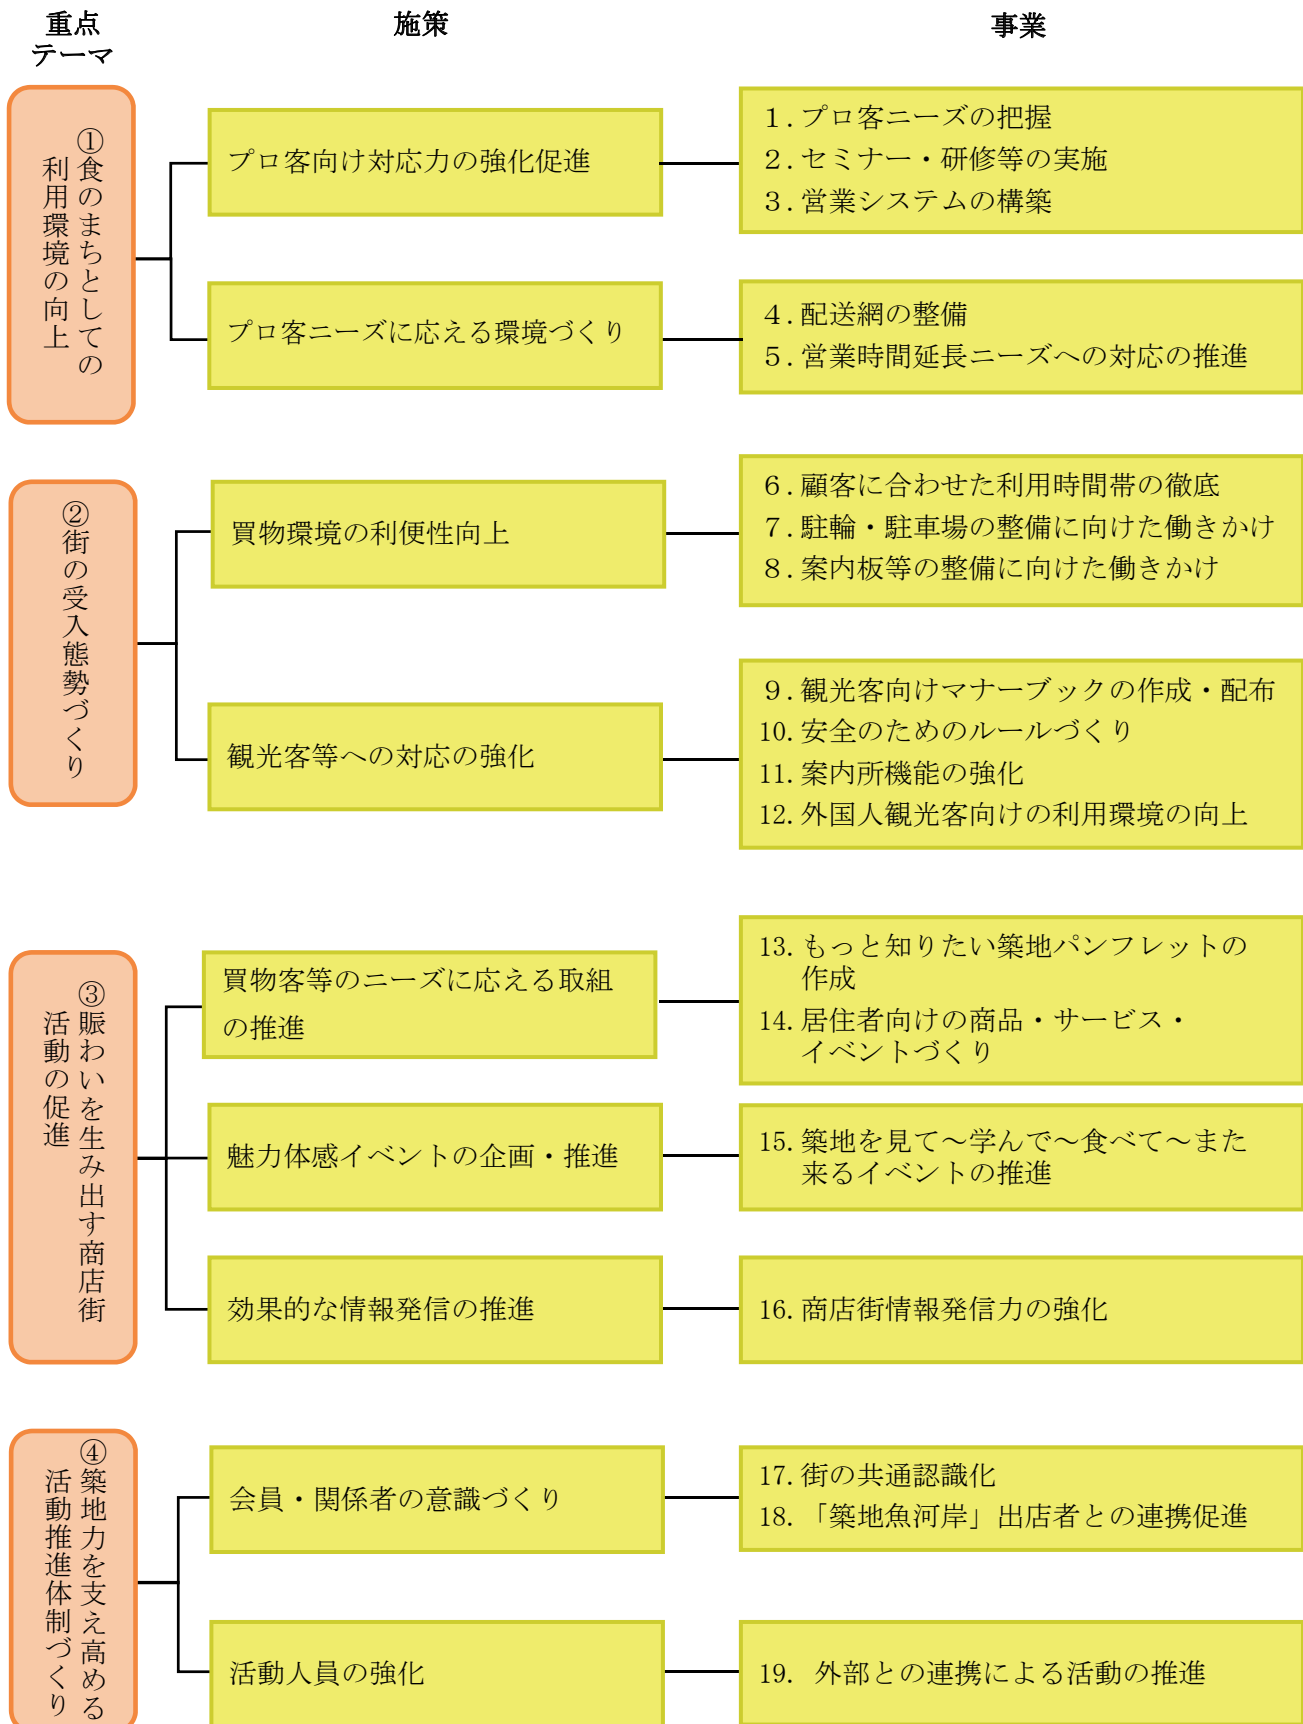 重点
テーマ
施策
事業
①食のまちとしての
利用環境の向上
プロ客向け対応力の強化促進
1.プロ客ニーズの把握
2.セミナー・研修等の実施
3.営業システムの構築
プロ客ニーズに応える環境づくり
4.配送網の整備
5.営業時間延長ニーズへの対応の推進
②街の受入態勢づくり
買物環境の利便性向上
6.顧客に合わせた利用時間帯の徹底
7.駐輪・駐車場の整備に向けた働きかけ
8.案内板等の整備に向けた働きかけ
観光客等への対応の強化
9.観光客向けマナーブックの作成・配布
10.安全のためのルールづくり
11.案内所機能の強化
12.外国人観光客向けの利用環境の向上
③賑わいを生み出す商店街
活動の促進
買物客等のニーズに応える取組
の推進
13.もっと知りたい築地パンフレットの
作成
14.居住者向けの商品・サービス・
イベントづくり
魅力体感イベントの企画・推進
15.築地を見て～学んで～食べて～また
来るイベントの推進
効果的な情報発信の推進
16.商店街情報発信力の強化
④築地力を支え高める
活動推進体制づくり
会員・関係者の意識づくり
17.街の共通認識化
18.「築地魚河岸」出店者との連携促進
活動人員の強化
19. 外部との連携による活動の推進